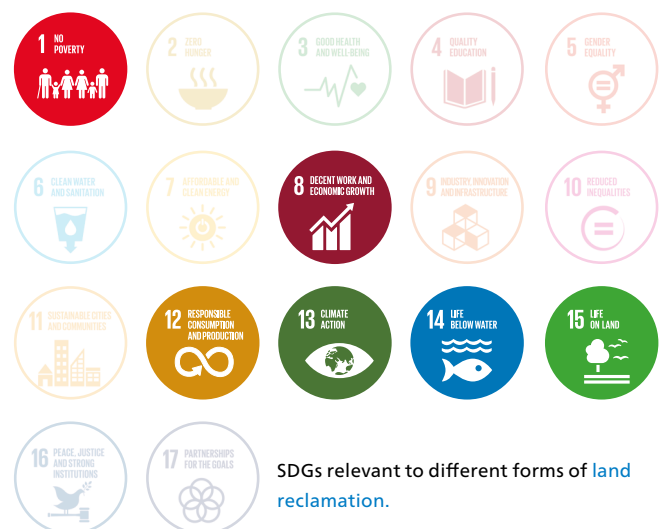 1 NO
POVERTY
2 ZERO
HUNGER
3 GOOD HEALTH
AND WELL-BEING
4 QUALITY
EDUCATION
5 GENDER
EQUALITY
6 CLEAN WATER
AND SANITATION
7 AFFORDABLE AND
CLEAN ENERGY
8 DECENT WORK AND
ECONOMIC GROWTH
9 INDUSTRY, INNOVATION
AND INFRASTRUCTURE
10 REDUCED
INEQUALITIES
11 SUSTAINABLE CITIES
AND COMMUNITIES
12 RESPONSIBLE
CONSUMPTION
AND PRODUCTION
13 CLIMATE
ACTION
14 LIFE
BELOW WATER
15 LIFE
ON LAND
16 PEACE, JUSTICE
AND STRONG
INSTITUTIONS
17 PARTNERSHIPS
FOR THE GOALS
SDGs relevant to different forms of land
reclamation.